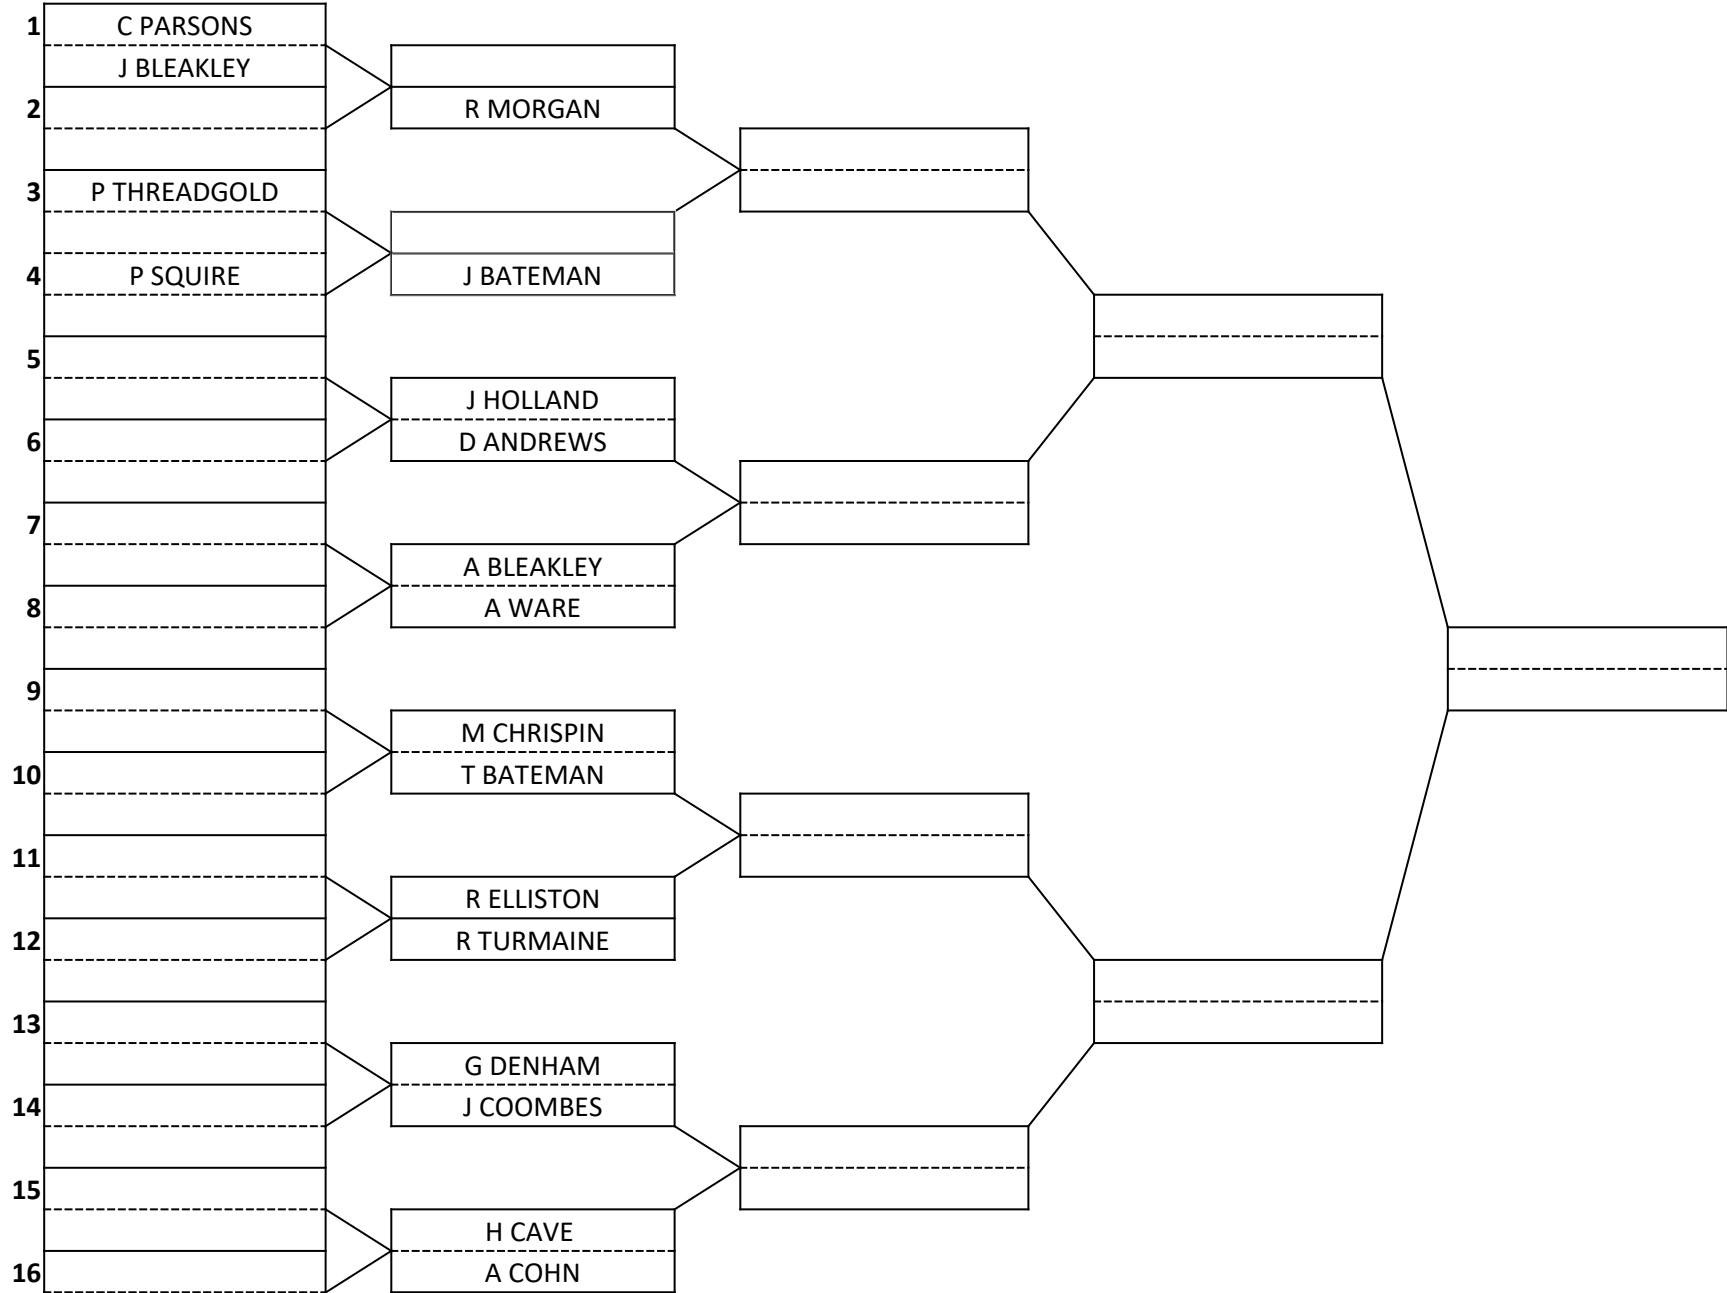 1 C PARSONS
J BLEAKLEY
2 R MORGAN
3 P THREADGOLD
4 P SQUIRE J BATEMAN
5
J HOLLAND
6 D ANDREWS
7
A BLEAKLEY
8 A WARE
9
M CHRISPIN
10 T BATEMAN
11
R ELLISTON
12 R TURMAINE
13
G DENHAM
14 J COOMBES
15
H CAVE
16 A COHN